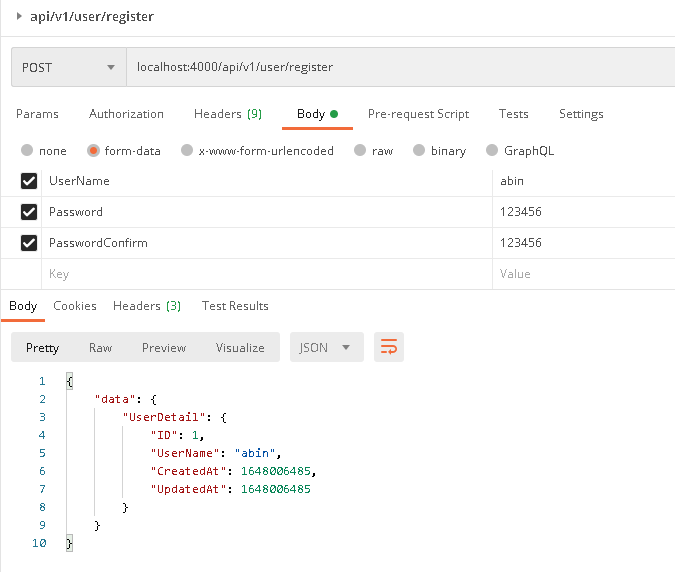 api/v1/user/register
POST localhost:4000/api/v1/user/register
Params Authorization Headers (9) Body Pre-request Script Tests Settings
none form-data x-www-form-urlencoded raw binary GraphQL
UserName abin
Password 123456
PasswordConfirm 123456
Key Value
Body Cookies Headers (3) Test Results
Pretty Raw Preview Visualize JSON
1 {
2 "data": {
3 "UserDetail": {
4 "ID": 1,
5 "UserName": "abin",
6 "CreatedAt": 1648006485,
7 "UpdatedAt": 1648006485
8 }
9 }
10 }